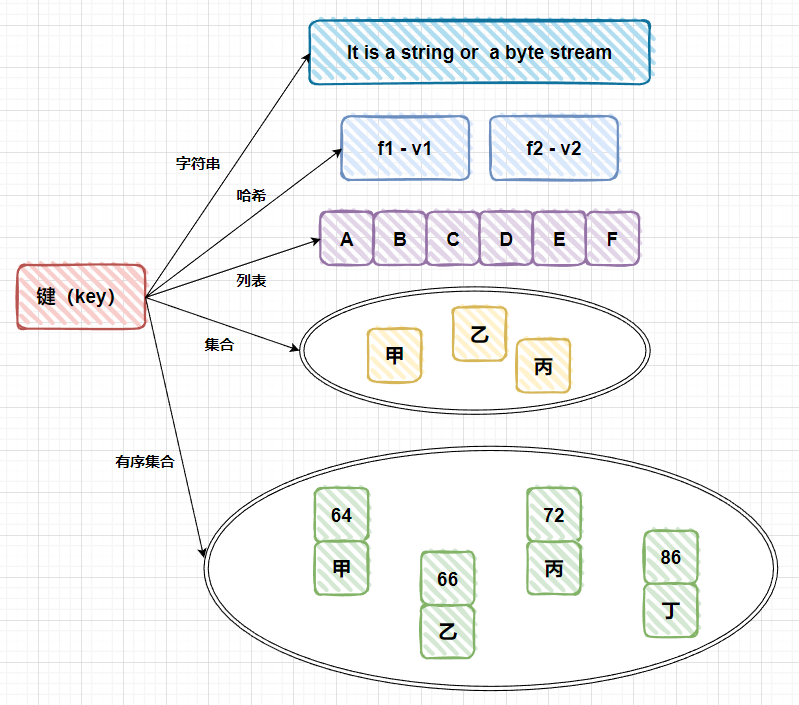 It is a string or a byte stream
字符串
f1 - v1
f2 - v2
哈希
A B C D E F
列表
键（key）
集合
甲
乙
丙
有序集合
64
甲
66
乙
72
丙
86
丁